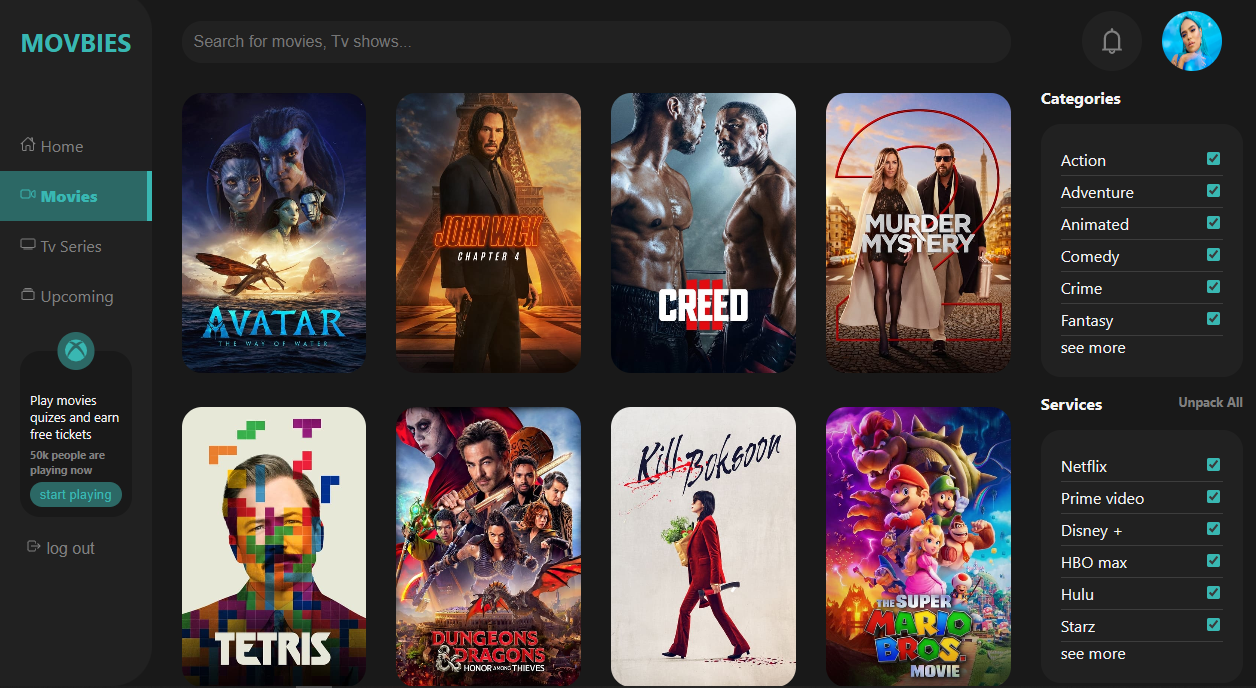 MOVBIES
Search for movies, Tv shows...
Home
Movies
Tv Series
Upcoming
Play movies
quizes and earn
free tickets
50k people are
playing now
start playing
log out
AVATAR
THE WAY OF WATER
JOHN WICK
CHAPTER 4
CREED
III
2
MURDER
MYSTERY
TETRIS
DUNGEONS
& DRAGONS
HONOR AMONG THIEVES
Kill Boksoon
THE SUPER
MARIO
BROS.
MOVIE
Categories
Action
Adventure
Animated
Comedy
Crime
Fantasy
see more
Services
Unpack All
Netflix
Prime video
Disney +
HBO max
Hulu
Starz
see more